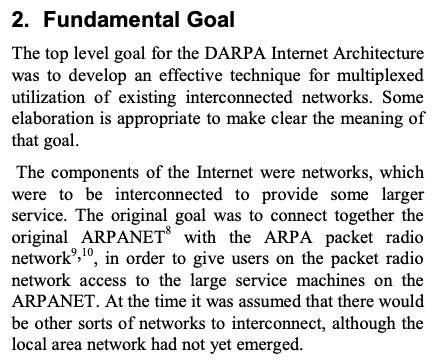 2. Fundamental Goal
The top level goal for the DARPA Internet Architecture
was to develop an effective technique for multiplexed
utilization of existing interconnected networks. Some
elaboration is appropriate to make clear the meaning of
that goal.
The components of the Internet were networks, which
were to be interconnected to provide some larger
service. The original goal was to connect together the
original ARPANET⁸ with the ARPA packet radio
network⁹,¹⁰, in order to give users on the packet radio
network access to the large service machines on the
ARPANET. At the time it was assumed that there would
be other sorts of networks to interconnect, although the
local area network had not yet emerged.